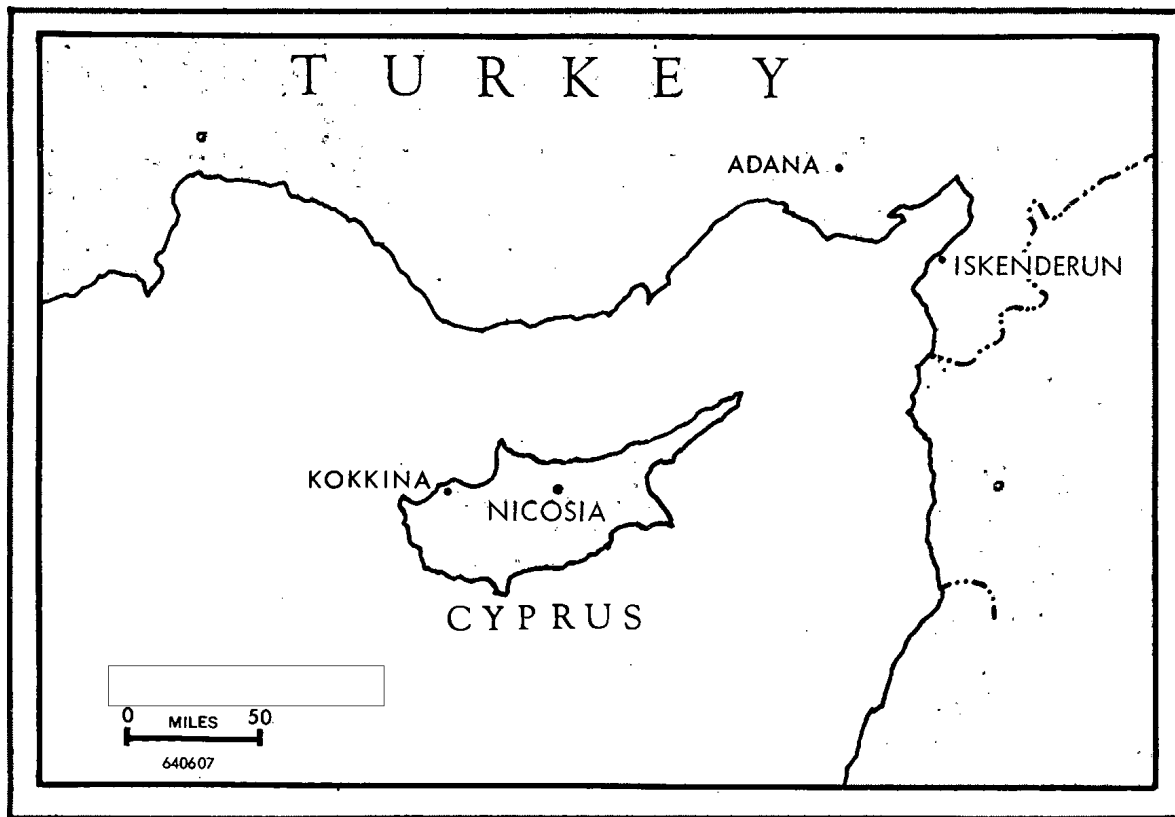 TURKEY
ADANA
ISKENDERUN
KOKKINA
NICOSIA
CYPRUS
0 MILES 50
640607